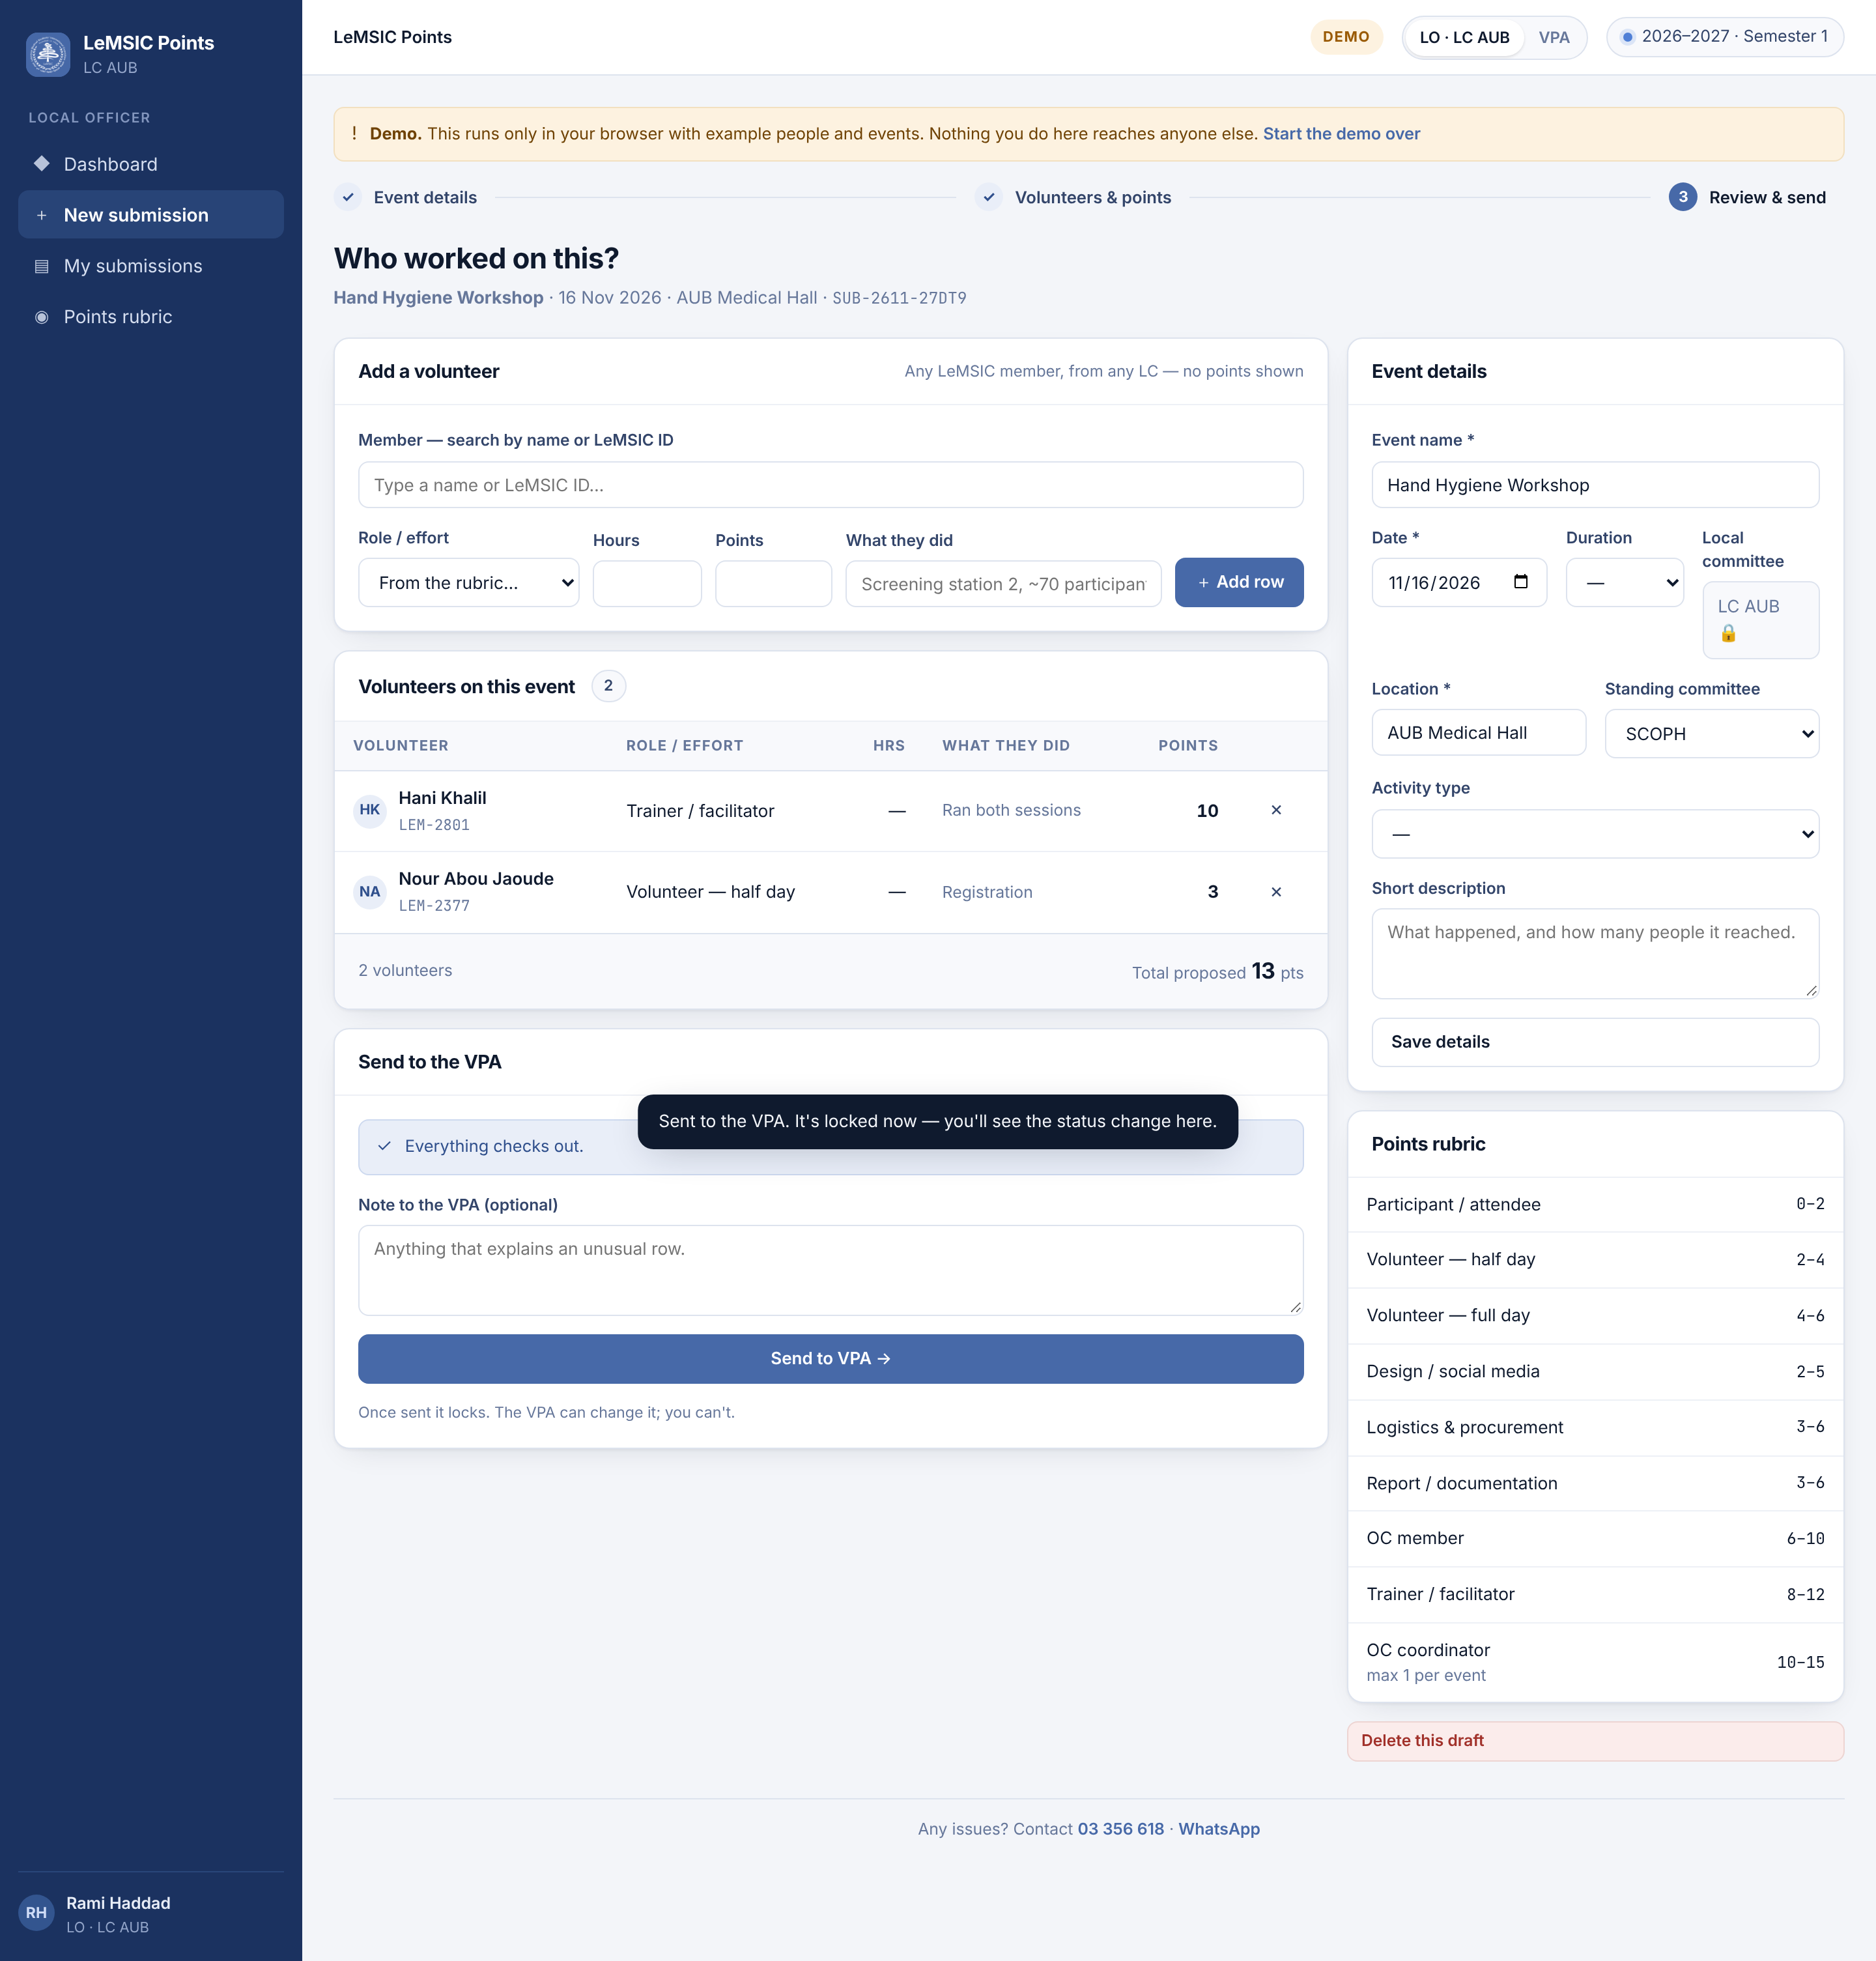 LeMSIC Points
LC AUB
LOCAL OFFICER
Dashboard
+ New submission
My submissions
Points rubric
RH
Rami Haddad
LO · LC AUB
LeMSIC Points
DEMO
LO · LC AUB
VPA
2026–2027 · Semester 1
! Demo. This runs only in your browser with example people and events. Nothing you do here reaches anyone else. Start the demo over
✓ Event details
✓ Volunteers & points
3 Review & send
Who worked on this?
Hand Hygiene Workshop · 16 Nov 2026 · AUB Medical Hall · SUB-2611-27DT9
Add a volunteer
Any LeMSIC member, from any LC — no points shown
Member — search by name or LeMSIC ID
Type a name or LeMSIC ID...
Role / effort
Hours
Points
What they did
From the rubric...
Screening station 2, ~70 participan
+ Add row
Volunteers on this event 2
VOLUNTEER ROLE / EFFORT HRS WHAT THEY DID POINTS
HK Hani Khalil
LEM-2801
Trainer / facilitator — Ran both sessions 10 ×
NA Nour Abou Jaoude
LEM-2377
Volunteer — half day — Registration 3 ×
2 volunteers
Total proposed 13 pts
Send to the VPA
Sent to the VPA. It's locked now — you'll see the status change here.
✓ Everything checks out.
Note to the VPA (optional)
Anything that explains an unusual row.
Send to VPA →
Once sent it locks. The VPA can change it; you can't.
Event details
Event name *
Hand Hygiene Workshop
Date *
Duration
Local
committee
11/16/2026
—
LC AUB
🔒
Location *
Standing committee
AUB Medical Hall
SCOPH
Activity type
—
Short description
What happened, and how many people it reached.
Save details
Points rubric
Participant / attendee 0–2
Volunteer — half day 2–4
Volunteer — full day 4–6
Design / social media 2–5
Logistics & procurement 3–6
Report / documentation 3–6
OC member 6–10
Trainer / facilitator 8–12
OC coordinator 10–15
max 1 per event
Delete this draft
Any issues? Contact 03 356 618 · WhatsApp